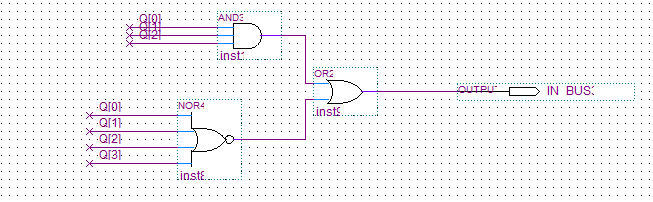 Q[0]
AND3
Q[1]
Q[2]
inst
OR2
OUTPUT
IN_BUS
Q[0]
NOR4
inst
Q[1]
Q[2]
Q[3]
inst